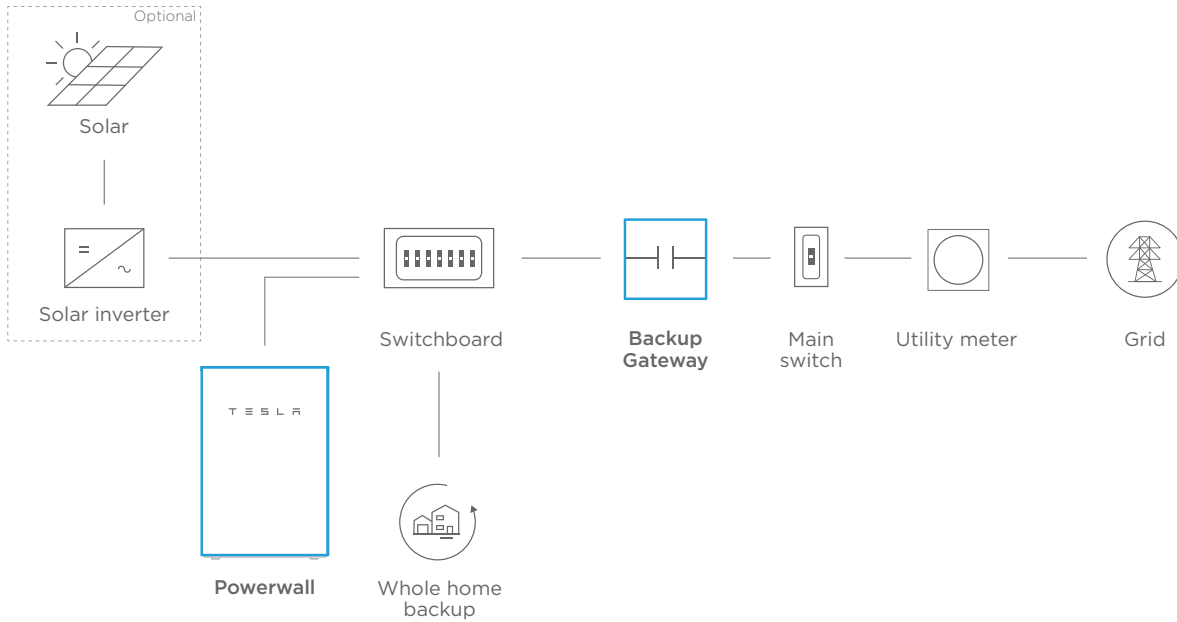 Optional
Solar
Solar inverter
Switchboard
Backup
Gateway
Main
switch
Utility meter
Grid
TESLA
Powerwall
Whole home
backup